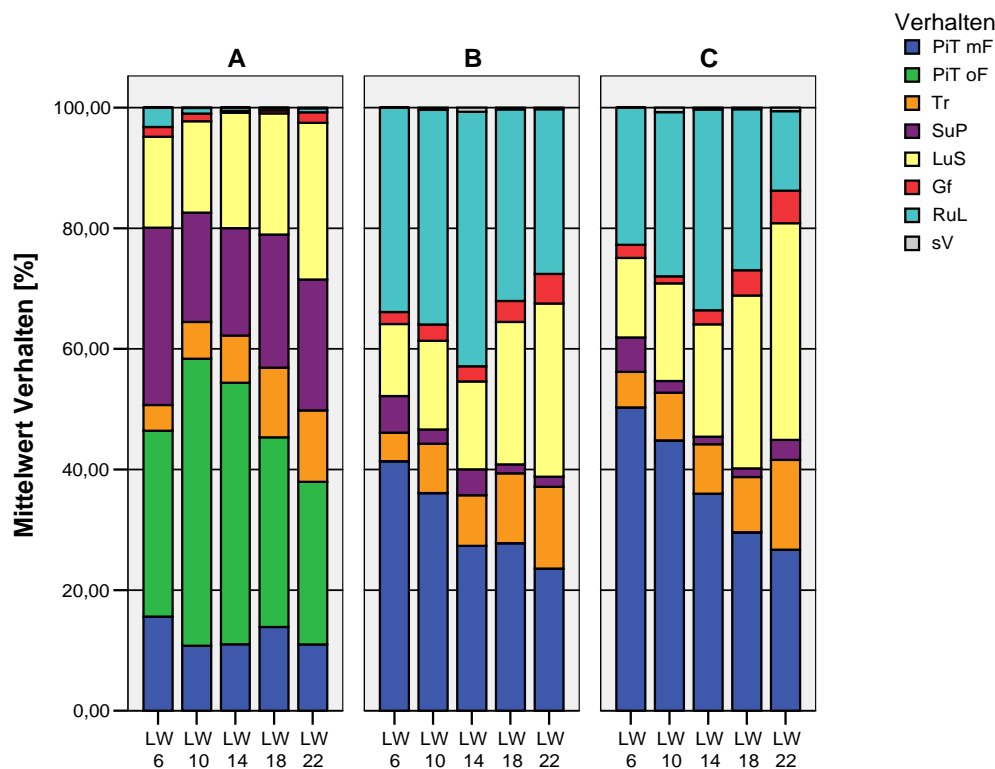 Verhalten
PiT mF
PiT oF
Tr
SuP
LuS
Gf
RuL
sV
A B C
Mittelwert Verhalten [%]
100,00
80,00
60,00
40,00
20,00
0,00
LW LW LW LW LW LW LW LW LW LW LW LW LW LW LW
6 10 14 18 22 6 10 14 18 22 6 10 14 18 22